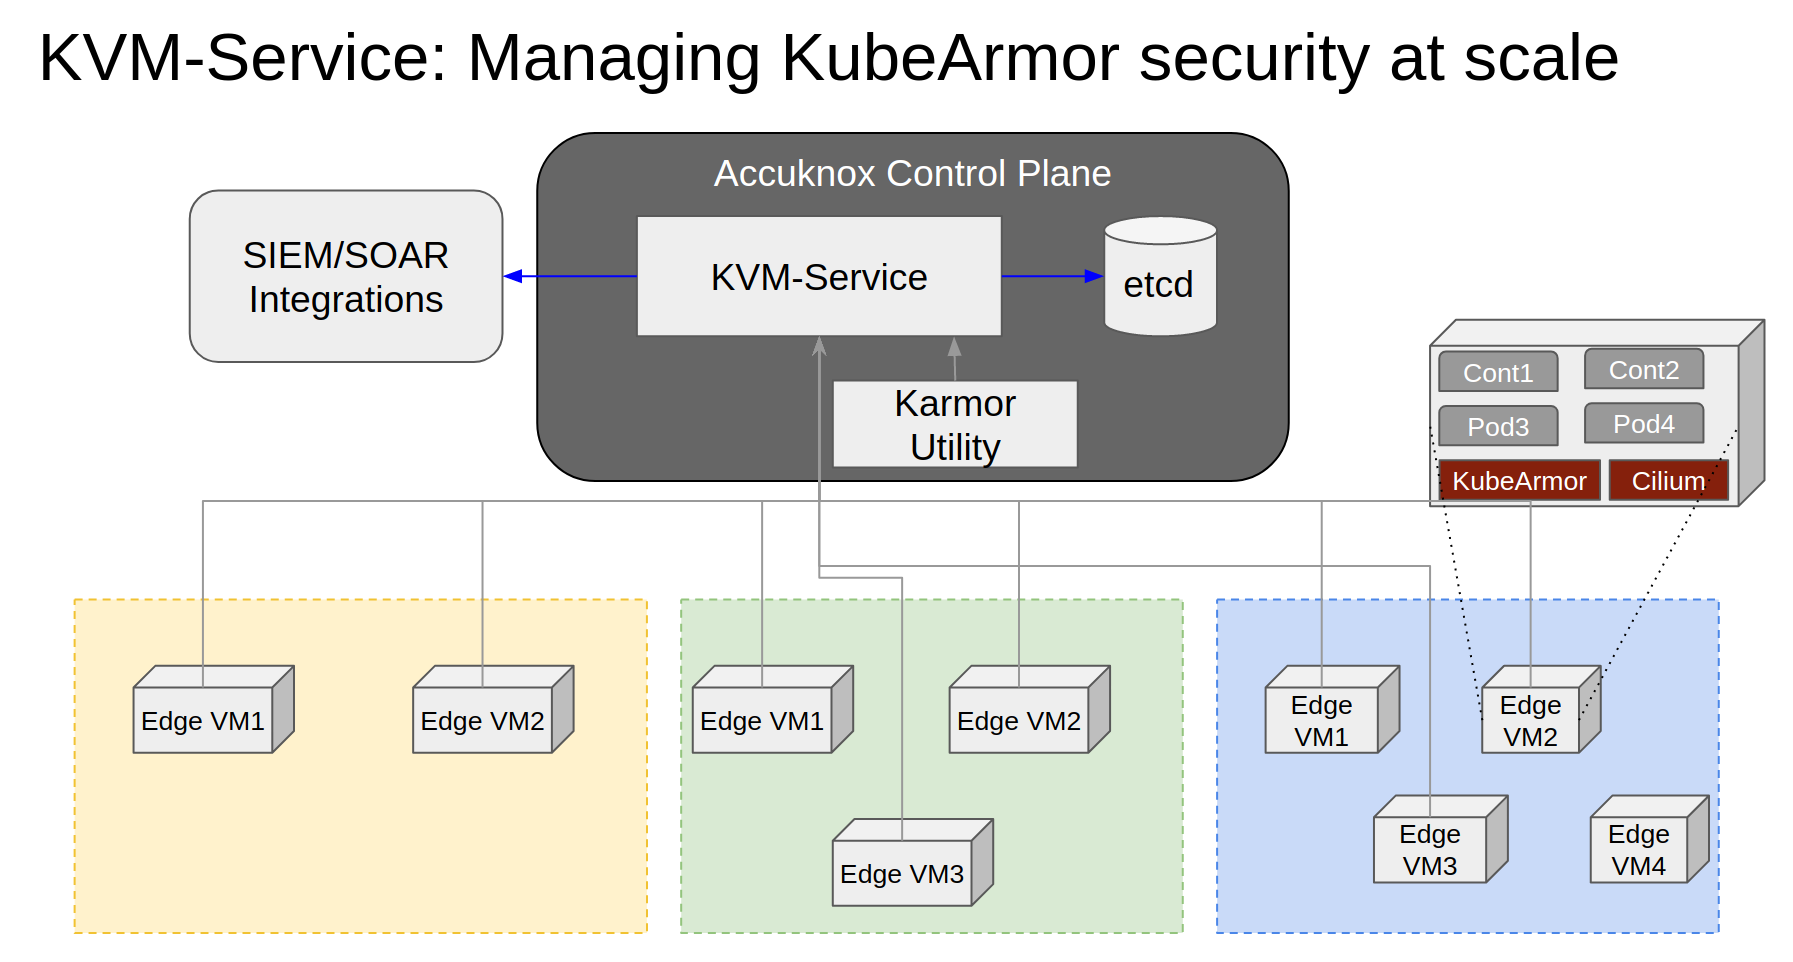 KVM-Service: Managing KubeArmor security at scale
Accuknox Control Plane
SIEM/SOAR
Integrations
KVM-Service
etcd
Karmor
Utility
Cont1
Cont2
Pod3
Pod4
KubeArmor
Cilium
Edge VM1
Edge VM2
Edge VM1
Edge VM2
Edge VM3
Edge
VM1
Edge
VM2
Edge
VM3
Edge
VM4